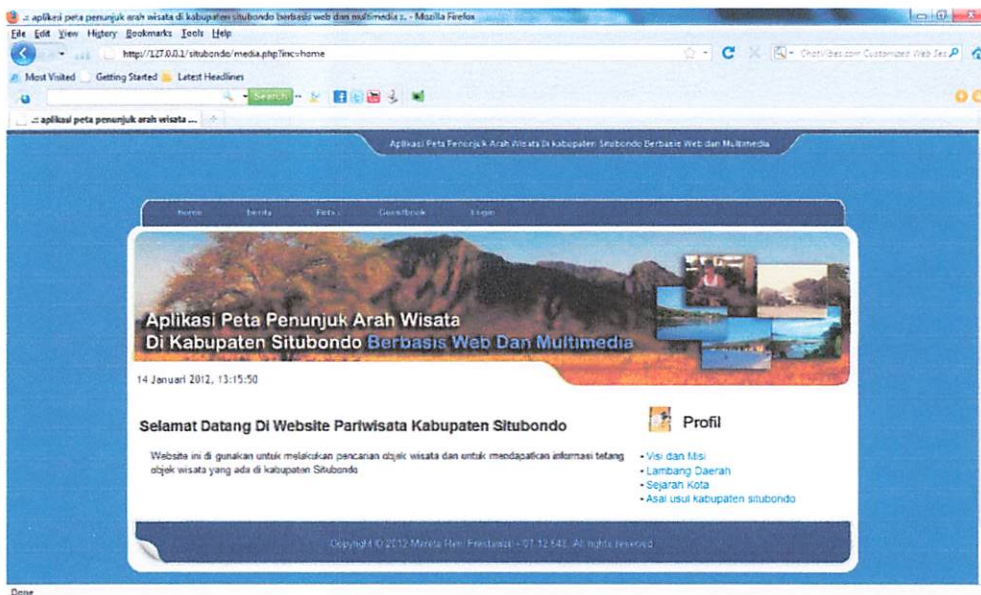 .:: aplikasi peta penunjuk arah wisata di kabupaten situbondo berbasis web dan multimedia ::. - Mozilla Firefox
File Edit View History Bookmarks Tools Help
http://127.0.0.1/situbondo/media.php?inc=home
Most Visited Getting Started Latest Headlines
Search
.:: aplikasi peta penunjuk arah wisata ...
Aplikasi Peta Penunjuk Arah Wisata Di kabupaten Situbondo Berbasis Web dan Multimedia
home berita Peta Guestbook Login
Aplikasi Peta Penunjuk Arah Wisata
Di Kabupaten Situbondo Berbasis Web Dan Multimedia
14 Januari 2012, 13:15:50
Selamat Datang Di Website Pariwisata Kabupaten Situbondo
Website ini di gunakan untuk melakukan pencarian objek wisata dan untuk mendapatkan informasi tetang
objek wisata yang ada di kabupaten Situbondo
Profil
• Visi dan Misi
• Lambang Daerah
• Sejarah Kota
• Asal usul kabupaten situbondo
Copyright © 2012 All rights reserved
Done